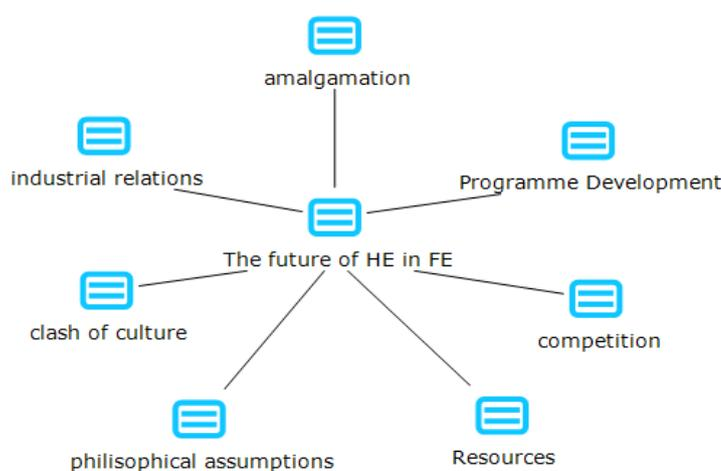 amalgamation
industrial relations
Programme Development
The future of HE in FE
clash of culture
competition
philisophical assumptions
Resources